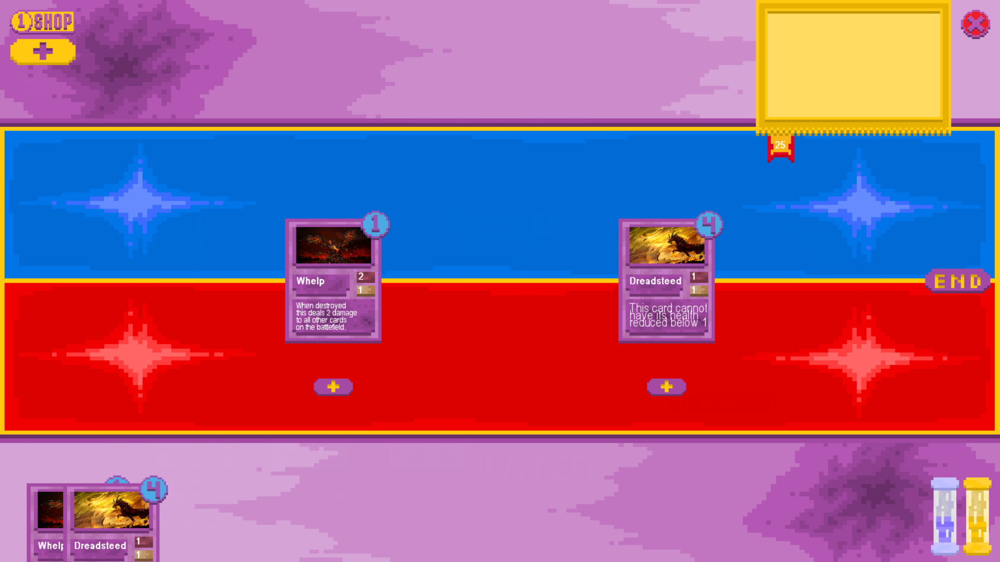 1 SHOP
25
1
Whelp
2
1
When destroyed
this deals 2 damage
to all other cards
on the battlefield.
4
Dreadsteed
1
1
This card cannot
have its health
reduced below 1.
END
4
Whelp
Dreadsteed
1
1